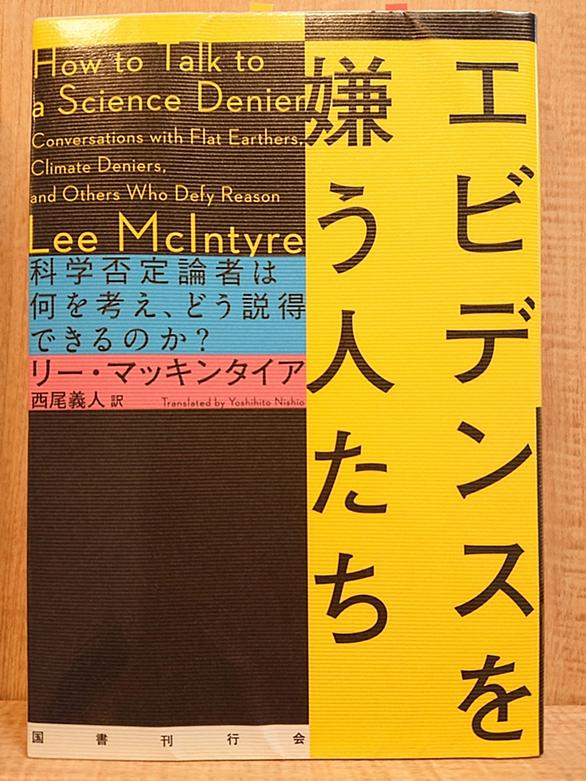 エビデンスを
嫌う人たち
How to Talk to
a Science Denier
Conversations with Flat Earthers,
Climate Deniers,
and Others Who Defy Reason
Lee McIntyre
科学否定論者は
何を考え、どう説得
できるのか?
リー・マッキンタイア
西尾義人 訳 Translated by Yoshihito Nishio
国書刊行会